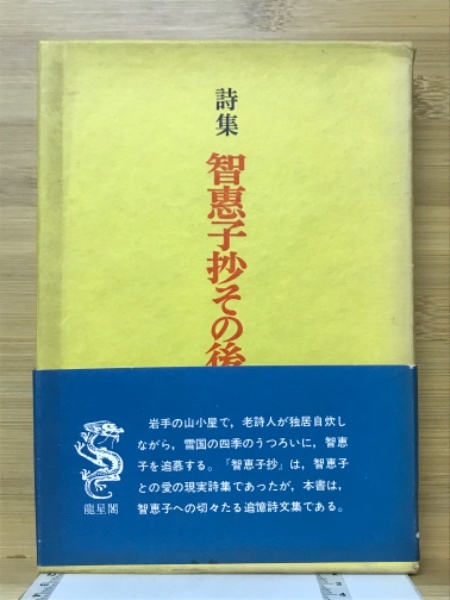 詩集
智恵子抄その後
岩手の山小屋で，老詩人が独居自炊し
ながら，雪国の四季のうつろいに，智恵
子を追慕する。『智恵子抄』は，智恵子
との愛の現実詩集であったが，本書は，
智恵子への切々たる追憶詩文集である。
龍星閣